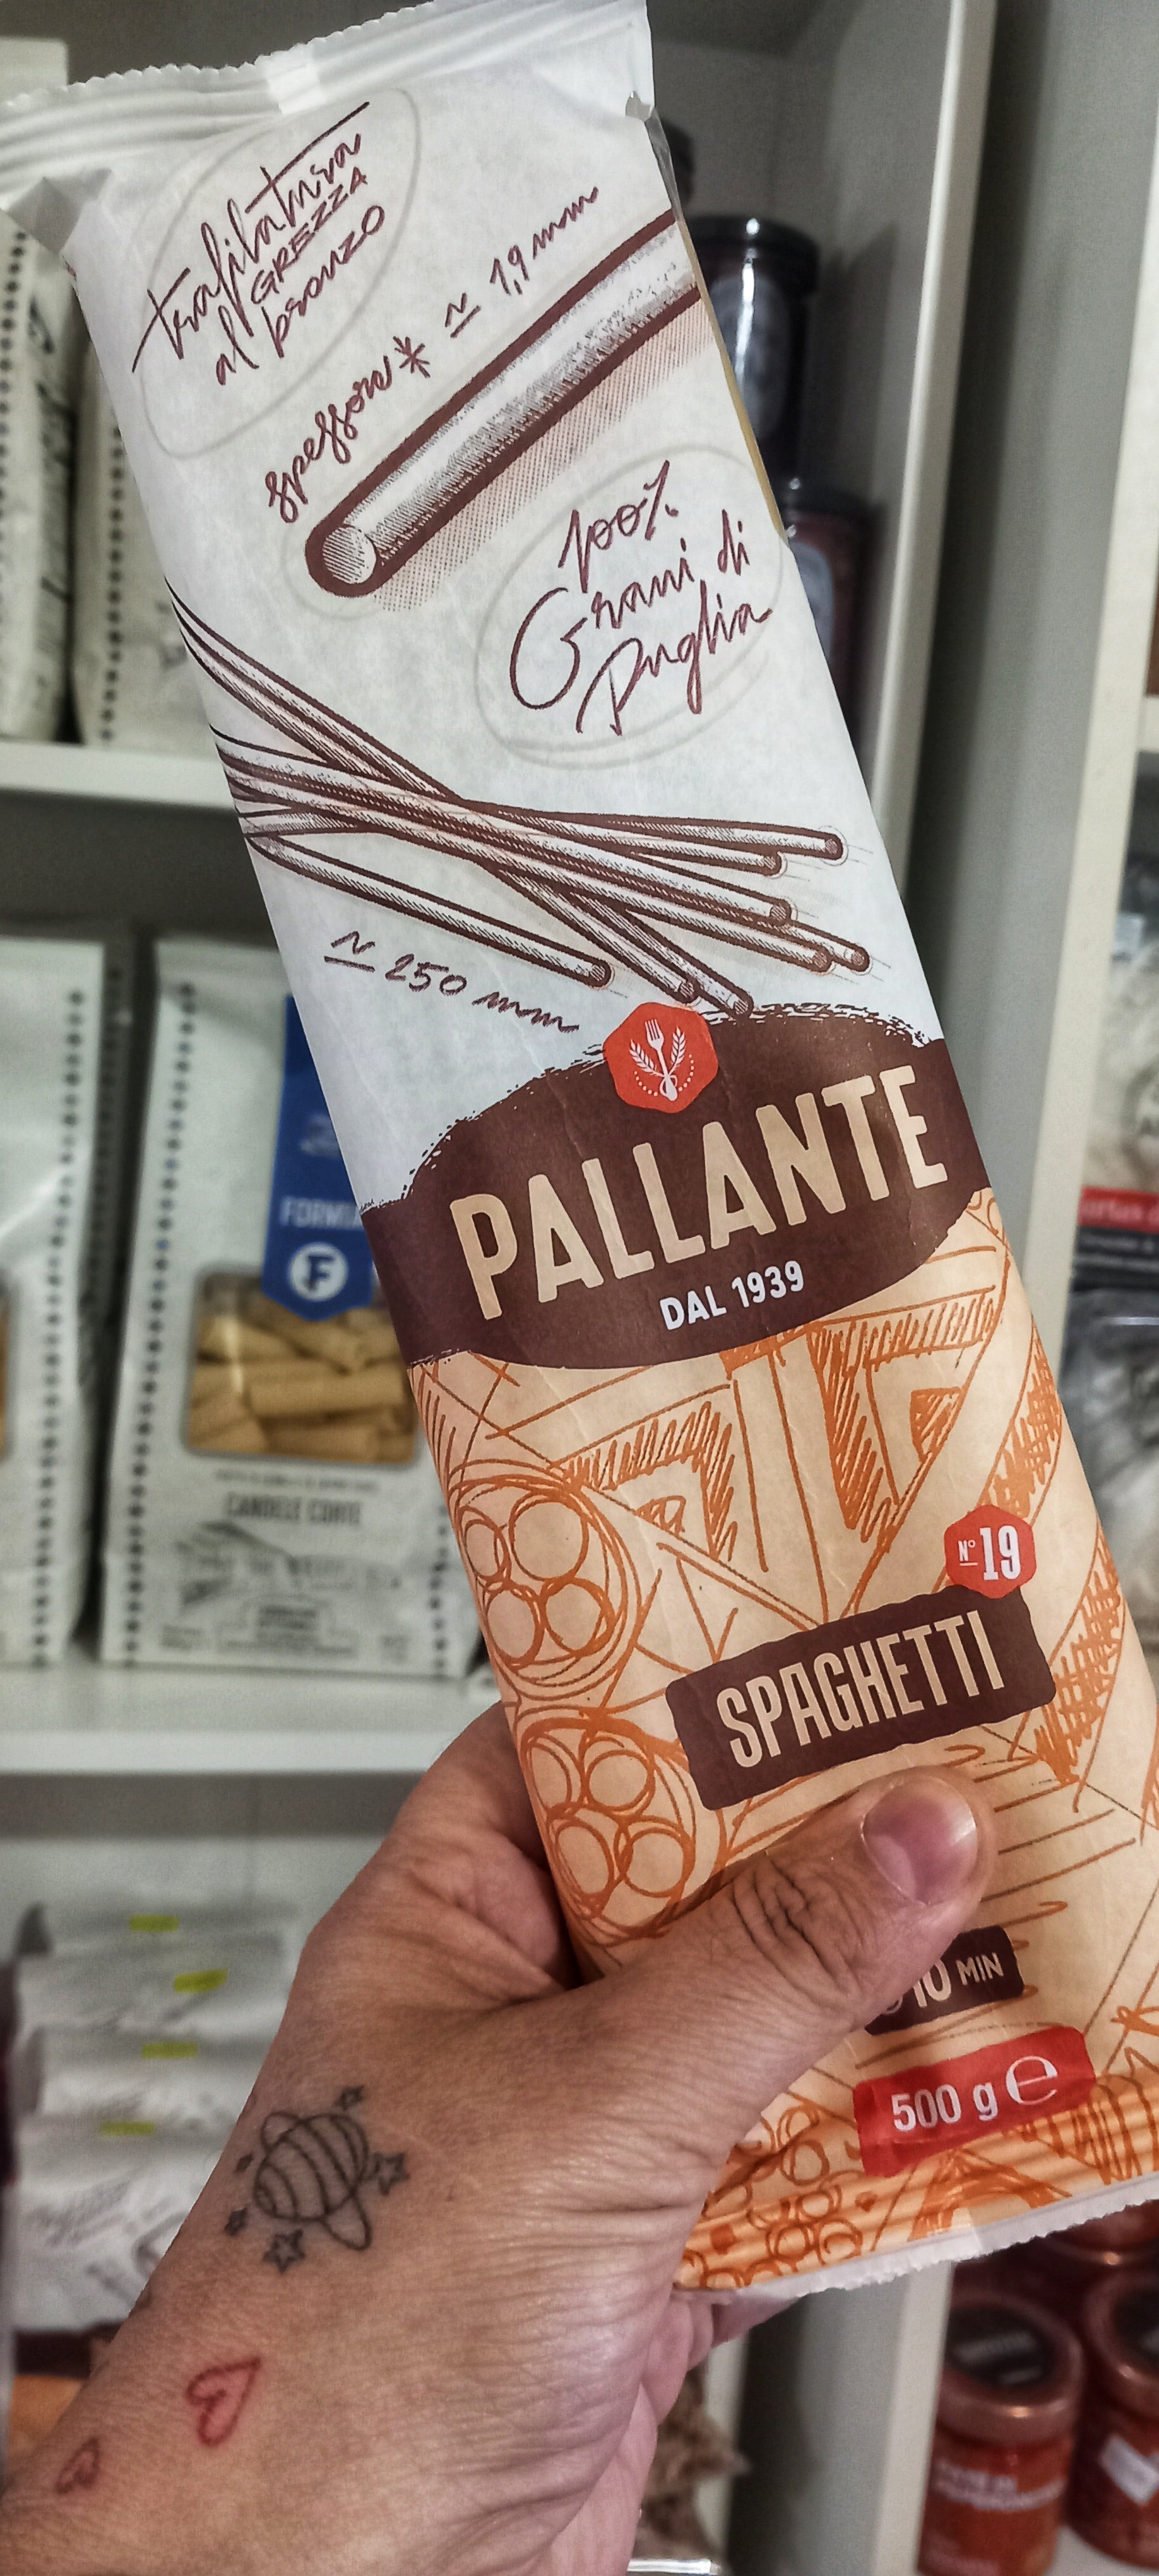 trafilatura
GREZZA
al bronzo
spessore* ≃ 1,9 mm
100%
Grani di
Puglia
≃ 250 mm
PALLANTE
DAL 1939
N° 19
SPAGHETTI
10 MIN
500 g ℮
FORMIA
F
CANDELE CORTE